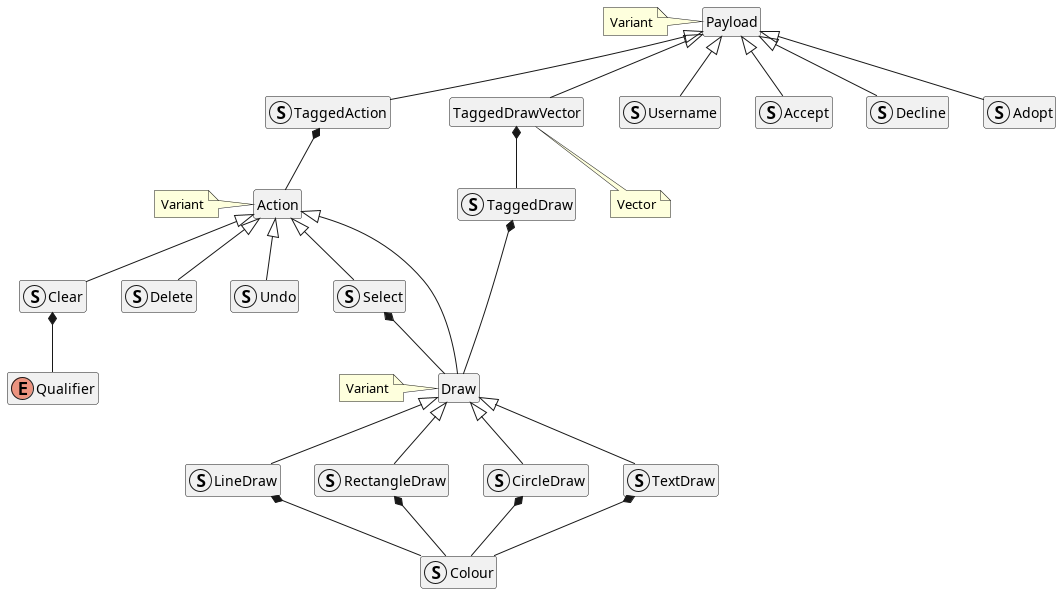 Variant
Payload
S TaggedAction
TaggedDrawVector
S Username
S Accept
S Decline
S Adopt
Variant
Action
S TaggedDraw
Vector
S Clear
S Delete
S Undo
S Select
E Qualifier
Variant
Draw
S LineDraw
S RectangleDraw
S CircleDraw
S TextDraw
S Colour